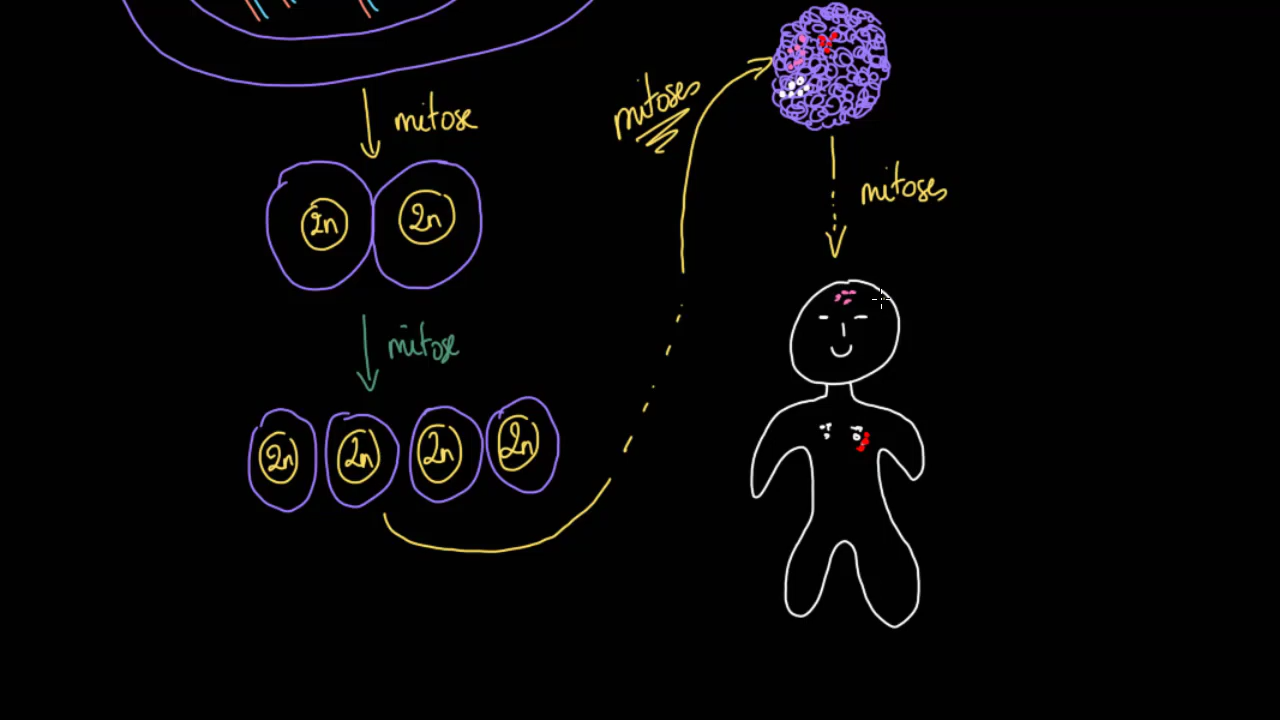 mitose
2n 2n
mitose
2n 2n 2n 2n
mitoses
mitoses